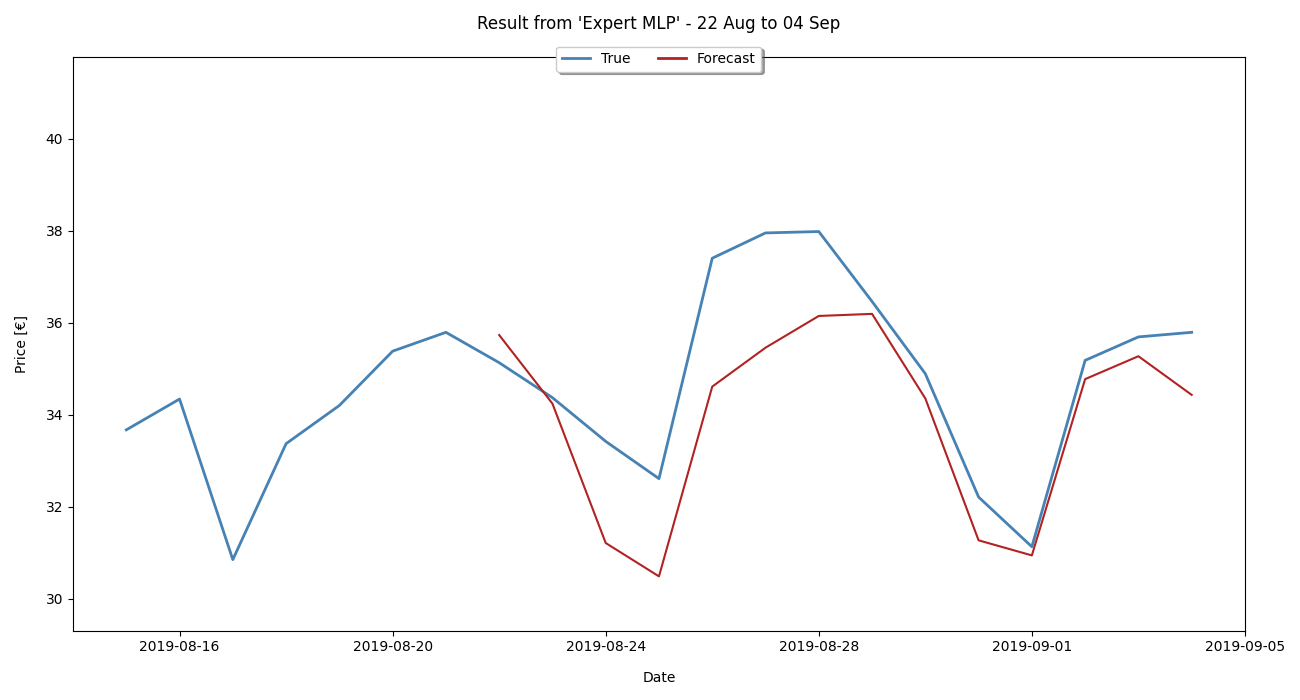 Result from 'Expert MLP' - 22 Aug to 04 Sep
True
Forecast
Price [€]
40
38
36
34
32
30
2019-08-16
2019-08-20
2019-08-24
2019-08-28
2019-09-01
2019-09-05
Date